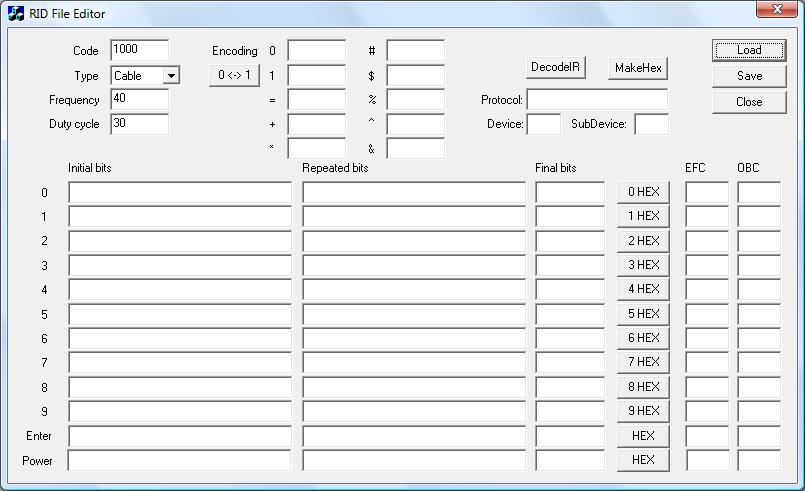 RID File Editor
Code 1000 Encoding 0 # Load
Type Cable 0 <-> 1 1 $ DecodeIR MakeHex Save
Frequency 40 = % Protocol: Close
Duty cycle 30 + ^ Device: SubDevice:
* &
Initial bits Repeated bits Final bits EFC OBC
0 0 HEX
1 1 HEX
2 2 HEX
3 3 HEX
4 4 HEX
5 5 HEX
6 6 HEX
7 7 HEX
8 8 HEX
9 9 HEX
Enter HEX
Power HEX